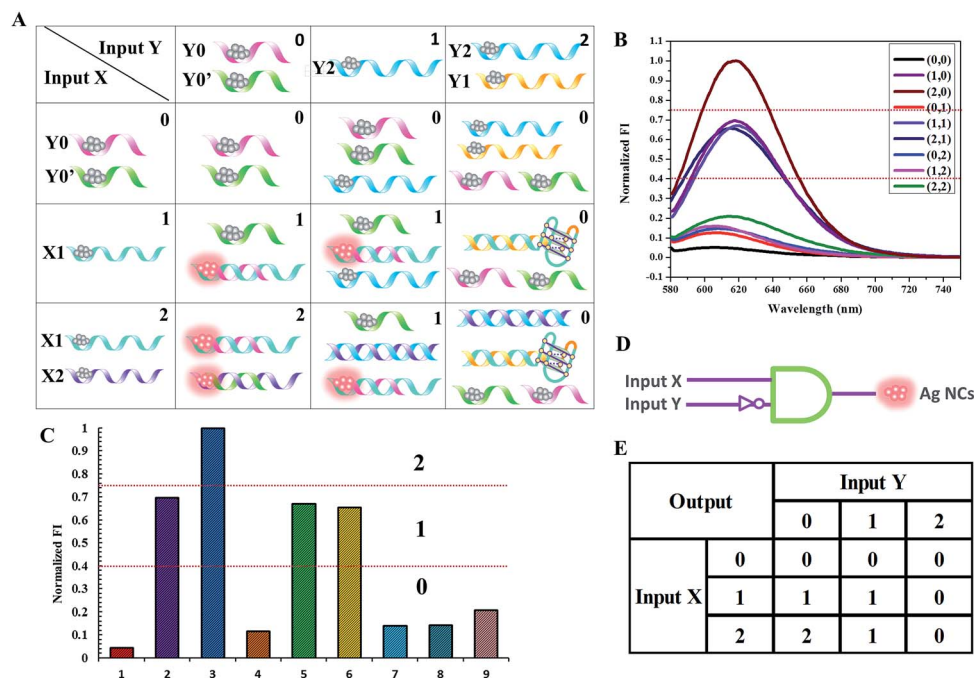 A
Input Y
Input X
Y0
Y0'
0
Y2
1
Y2
Y1
2
Y0
Y0'
0
0
0
0
X1
1
1
1
0
X1
X2
2
2
1
0
B
Normalized FI
1.1
1.0
0.9
0.8
0.7
0.6
0.5
0.4
0.3
0.2
0.1
0.0
-0.1
580 600 620 640 660 680 700 720 740
Wavelength (nm)
(0,0)
(1,0)
(2,0)
(0,1)
(1,1)
(2,1)
(0,2)
(1,2)
(2,2)
C
Normalized FI
1
0.9
0.8
0.7
0.6
0.5
0.4
0.3
0.2
0.1
0
2
1
0
1 2 3 4 5 6 7 8 9
D
Input X
Input Y
Ag NCs
E
Output
Input Y
0 1 2
Input X
0 0 0 0
1 1 1 0
2 2 1 0